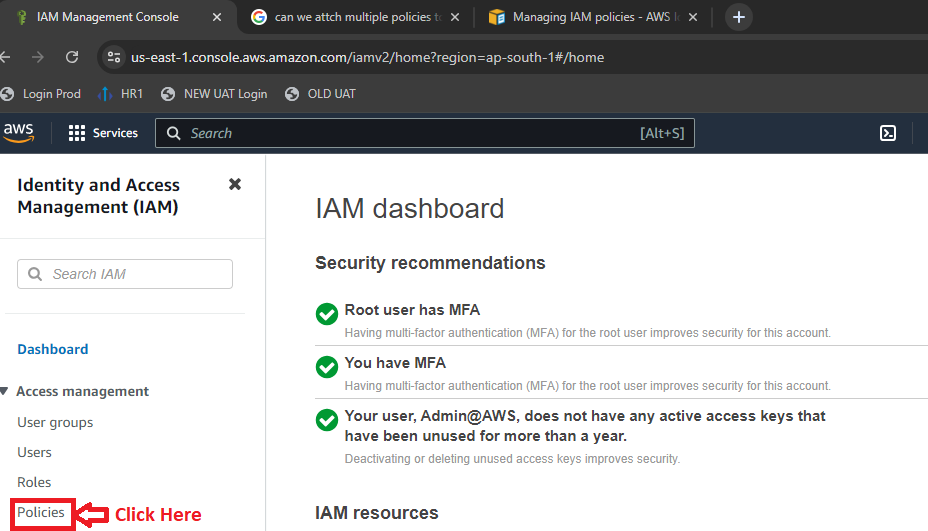 IAM Management Console
can we attch multiple policies to
Managing IAM policies - AWS
us-east-1.console.aws.amazon.com/iamv2/home?region=ap-south-1#/home
Login Prod
HR1
NEW UAT Login
OLD UAT
aws
Services
Search
[Alt+S]
Identity and Access
Management (IAM)
Search IAM
Dashboard
Access management
User groups
Users
Roles
Policies
Click Here
IAM dashboard
Security recommendations
Root user has MFA
Having multi-factor authentication (MFA) for the root user improves security for this account.
You have MFA
Having multi-factor authentication (MFA) for the root user improves security for this account.
Your user, Admin@AWS, does not have any active access keys that
have been unused for more than a year.
Deactivating or deleting unused access keys improves security.
IAM resources